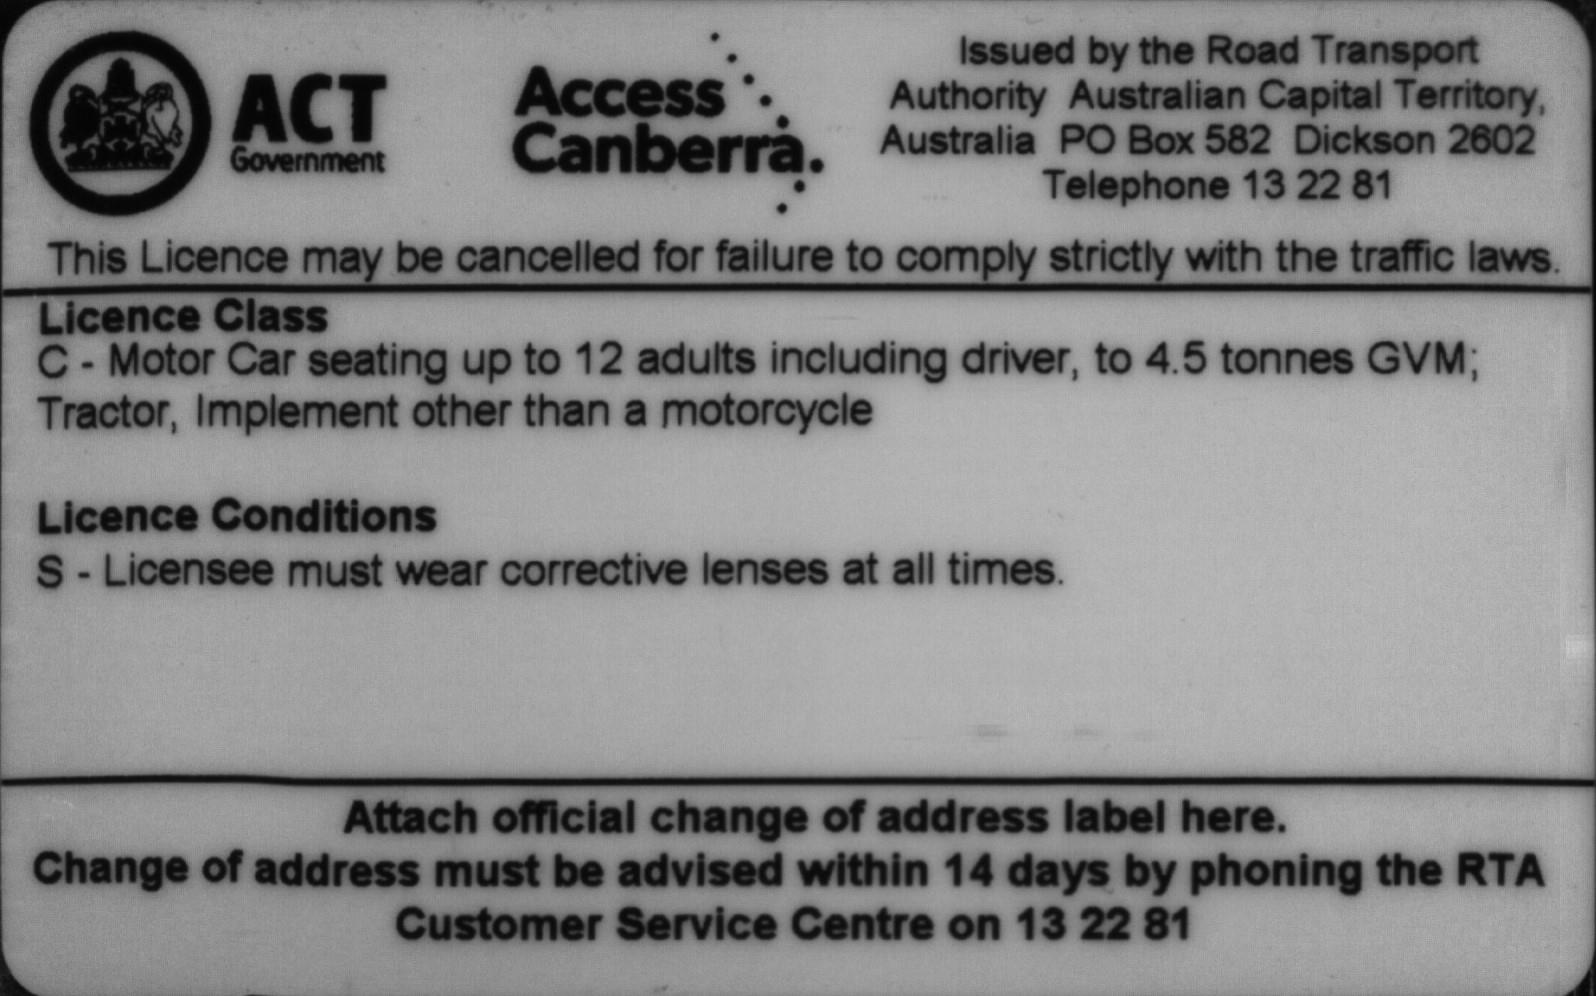 ACT
Government
Access
Canberra.
Issued by the Road Transport
Authority Australian Capital Territory,
Australia PO Box 582 Dickson 2602
Telephone 13 22 81
This Licence may be cancelled for failure to comply strictly with the traffic laws.
Licence Class
C - Motor Car seating up to 12 adults including driver, to 4.5 tonnes GVM;
Tractor, Implement other than a motorcycle
Licence Conditions
S - Licensee must wear corrective lenses at all times.
Attach official change of address label here.
Change of address must be advised within 14 days by phoning the RTA
Customer Service Centre on 13 22 81